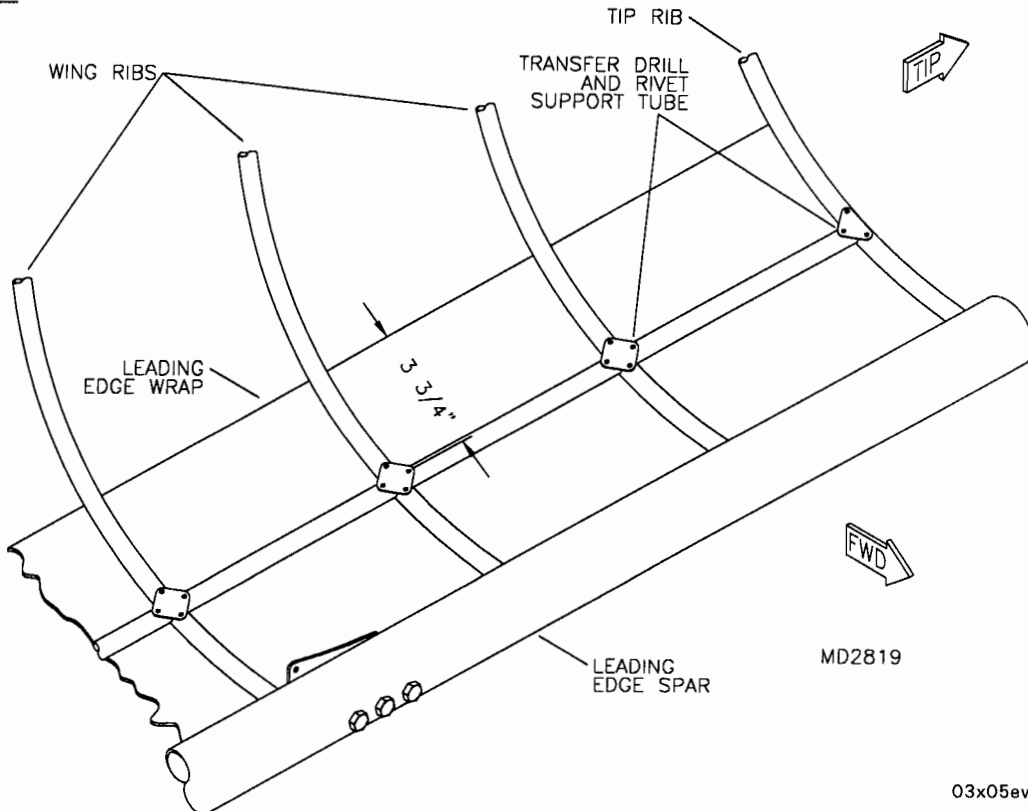 TIP RIB
TIP
WING RIBS
TRANSFER DRILL
AND RIVET
SUPPORT TUBE
LEADING
EDGE WRAP
3 3/4"
FWD
LEADING
EDGE SPAR
MD2819
03x05ev